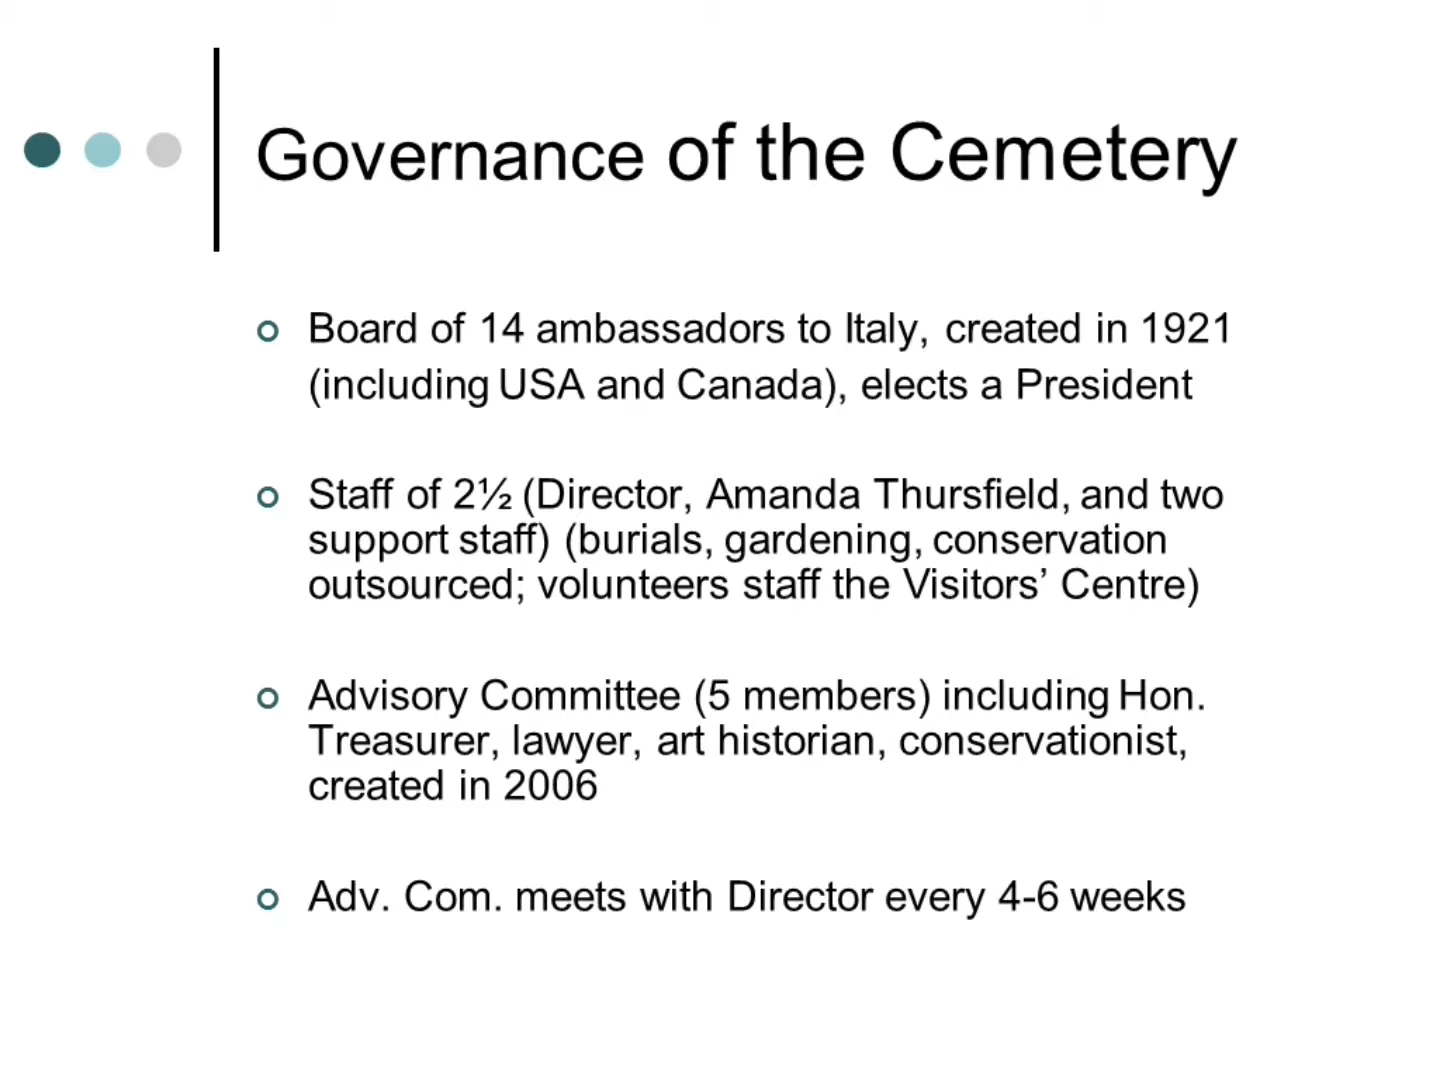 Governance of the Cemetery
Board of 14 ambassadors to Italy, created in 1921
(including USA and Canada), elects a President
Staff of 2½ (Director, Amanda Thursfield, and two
support staff) (burials, gardening, conservation
outsourced; volunteers staff the Visitors’ Centre)
Advisory Committee (5 members) including Hon.
Treasurer, lawyer, art historian, conservationist,
created in 2006
Adv. Com. meets with Director every 4-6 weeks